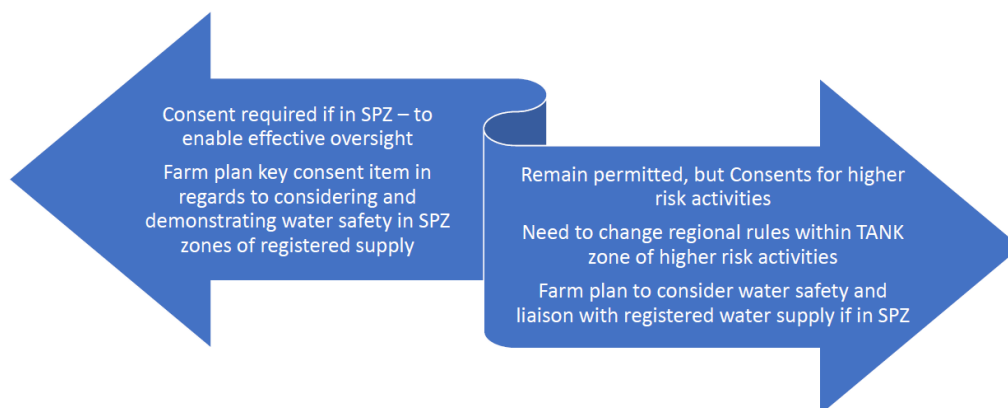 Consent required if in SPZ – to
enable effective oversight
Farm plan key consent item in
regards to considering and
demonstrating water safety in SPZ
zones of registered supply
Remain permitted, but Consents for higher
risk activities
Need to change regional rules within TANK
zone of higher risk activities
Farm plan to consider water safety and
liaison with registered water supply if in SPZ